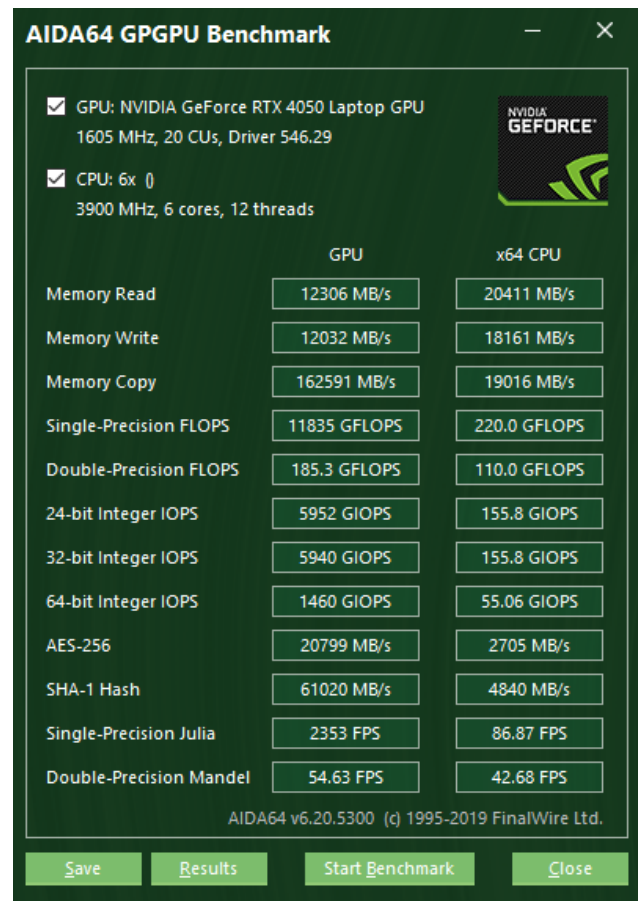 AIDA64 GPGPU Benchmark
GPU: NVIDIA GeForce RTX 4050 Laptop GPU
1605 MHz, 20 CUs, Driver 546.29
NVIDIA
GEFORCE
CPU: 6x ()
3900 MHz, 6 cores, 12 threads
GPU x64 CPU
Memory Read 12306 MB/s 20411 MB/s
Memory Write 12032 MB/s 18161 MB/s
Memory Copy 162591 MB/s 19016 MB/s
Single-Precision FLOPS 11835 GFLOPS 220.0 GFLOPS
Double-Precision FLOPS 185.3 GFLOPS 110.0 GFLOPS
24-bit Integer IOPS 5952 GIOPS 155.8 GIOPS
32-bit Integer IOPS 5940 GIOPS 155.8 GIOPS
64-bit Integer IOPS 1460 GIOPS 55.06 GIOPS
AES-256 20799 MB/s 2705 MB/s
SHA-1 Hash 61020 MB/s 4840 MB/s
Single-Precision Julia 2353 FPS 86.87 FPS
Double-Precision Mandel 54.63 FPS 42.68 FPS
AIDA64 v6.20.5300 (c) 1995-2019 FinalWire Ltd.
Save Results Start Benchmark Close